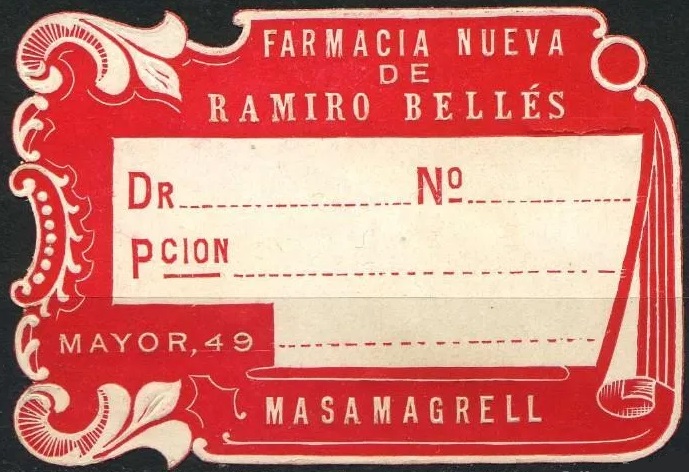 FARMACIA NUEVA
DE
RAMIRO BELLÉS
DR Nº
PCION
MAYOR, 49
MASAMAGRELL